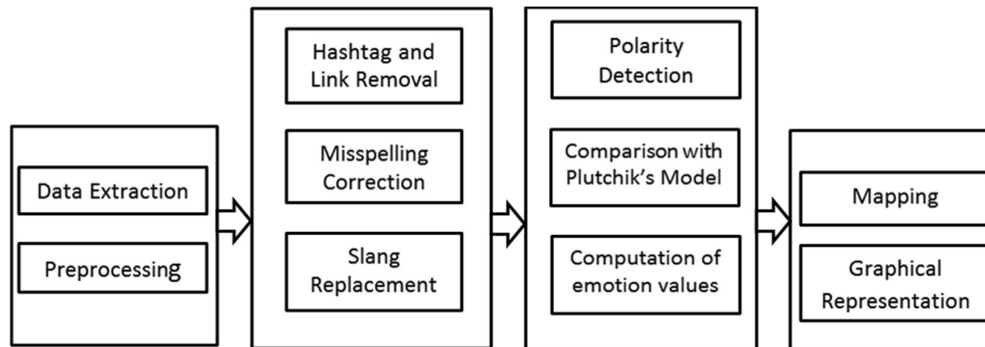 Data Extraction
Preprocessing
Hashtag and
Link Removal
Misspelling
Correction
Slang
Replacement
Polarity
Detection
Comparison with
Plutchik's Model
Computation of
emotion values
Mapping
Graphical
Representation